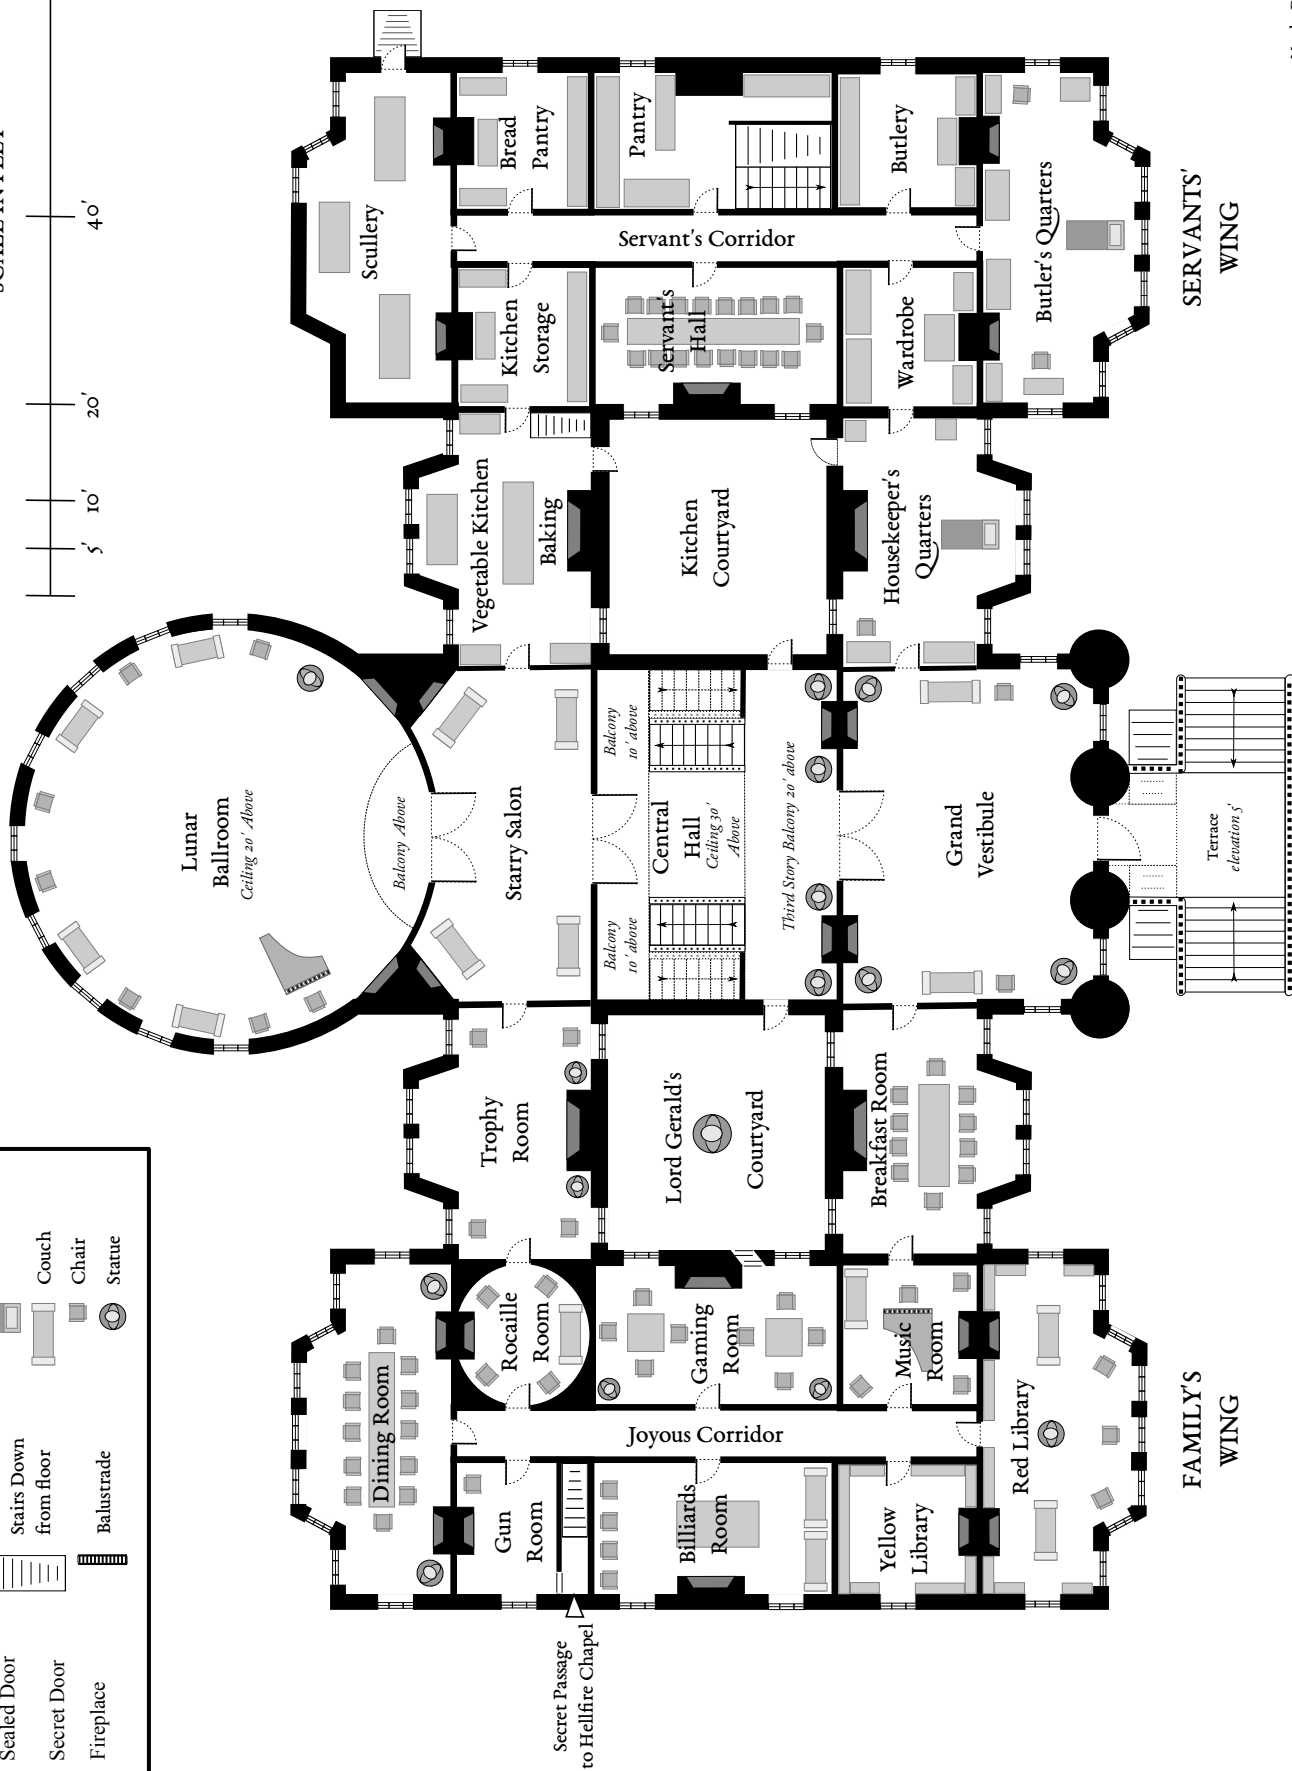 SCALE IN FEET
5'
10'
20'
40'
Sealed Door
Secret Door
Fireplace
Stairs Down
from floor
Balustrade
Couch
Chair
Statue
Scullery
Bread
Pantry
Pantry
Butlery
Servant's Corridor
Kitchen
Storage
Servant's
Hall
Wardrobe
Butler's Quarters
SERVANTS'
WING
Vegetable Kitchen
Baking
Kitchen
Courtyard
Housekeeper's
Quarters
Lunar
Ballroom
Ceiling 20' Above
Balcony Above
Starry Salon
Balcony
10' above
Balcony
10' above
Central
Hall
Ceiling 30'
Above
Third Story Balcony 20' above
Grand
Vestibule
Terrace
elevation 5'
Trophy
Room
Lord Gerald's
Courtyard
Breakfast Room
Dining Room
Rocaille
Room
Gaming
Room
Music
Room
Joyous Corridor
Gun
Room
Billiards
Room
Yellow
Library
Red Library
FAMILY'S
WING
Secret Passage
to Hellfire Chapel